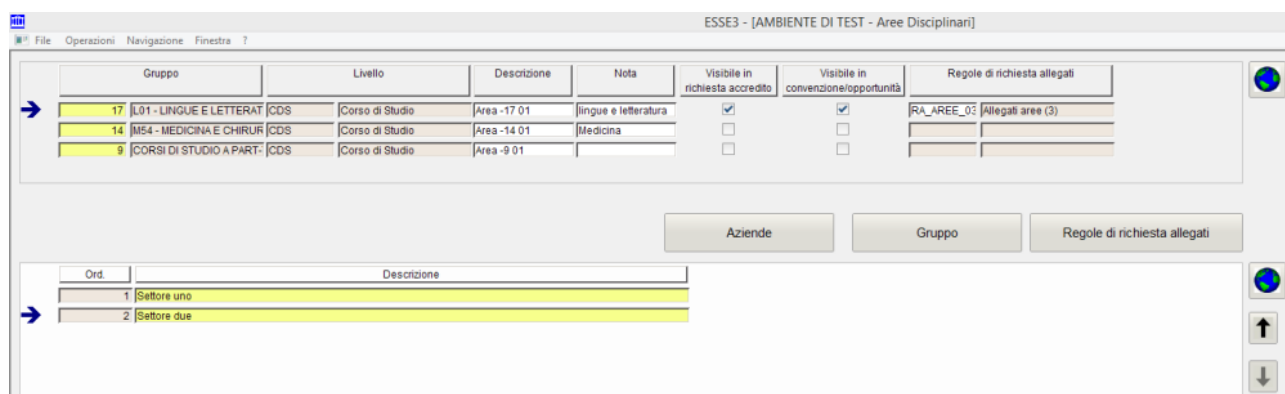 ESSE3 - [AMBIENTE DI TEST - Aree Disciplinari]
File Operazioni Navigazione Finestra ?
Gruppo Livello Descrizione Nota Visibile in richiesta accredito Visibile in convenzione/opportunità Regole di richiesta allegati
17 L01 - LINGUE E LETTERAT CDS Corso di Studio Area -17 01 lingue e letteratura RA_AREE_03 Allegati aree (3)
14 M54 - MEDICINA E CHIRUR CDS Corso di Studio Area -14 01 Medicina
9 CORSI DI STUDIO A PART- CDS Corso di Studio Area -9 01
Aziende Gruppo Regole di richiesta allegati
Ord. Descrizione
1 Settore uno
2 Settore due